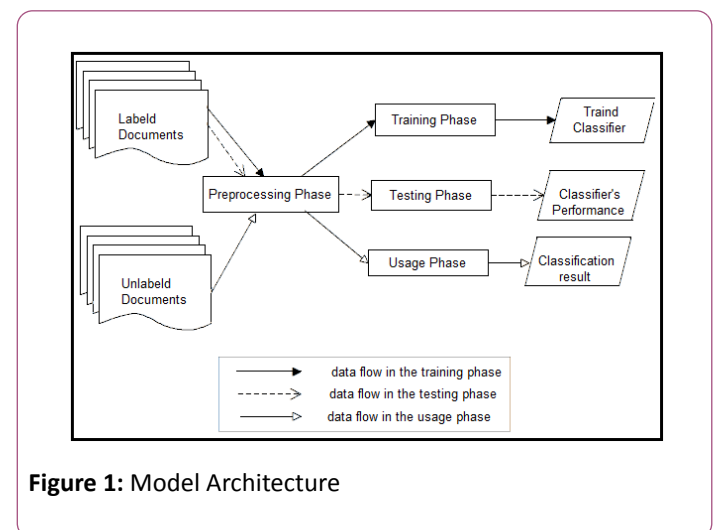 Labeld
Documents
Training Phase
Traind
Classifier
Preprocessing Phase
Testing Phase
Classifier's
Performance
Unlabeld
Documents
Usage Phase
Classification
result
data flow in the training phase
data flow in the testing phase
data flow in the usage phase
Figure 1: Model Architecture